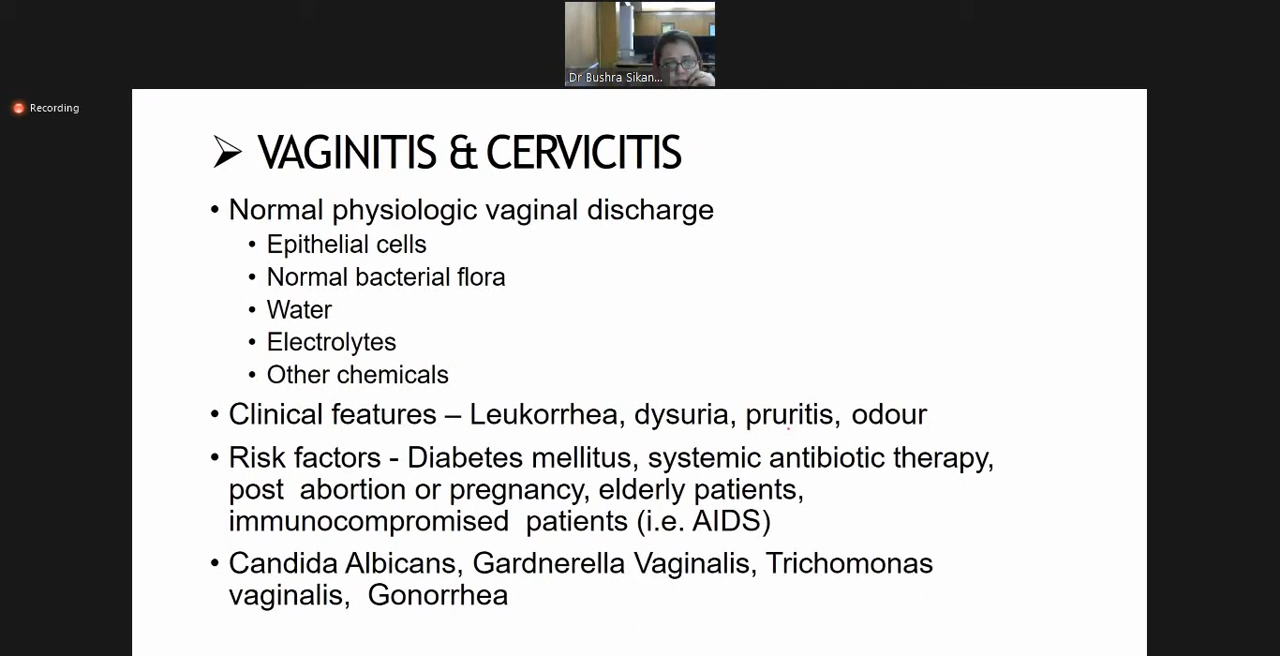 Dr Bushra Sikan...
Recording
➢ VAGINITIS & CERVICITIS
• Normal physiologic vaginal discharge
• Epithelial cells
• Normal bacterial flora
• Water
• Electrolytes
• Other chemicals
• Clinical features – Leukorrhea, dysuria, pruritis, odour
• Risk factors - Diabetes mellitus, systemic antibiotic therapy,
post abortion or pregnancy, elderly patients,
immunocompromised patients (i.e. AIDS)
• Candida Albicans, Gardnerella Vaginalis, Trichomonas
vaginalis, Gonorrhea